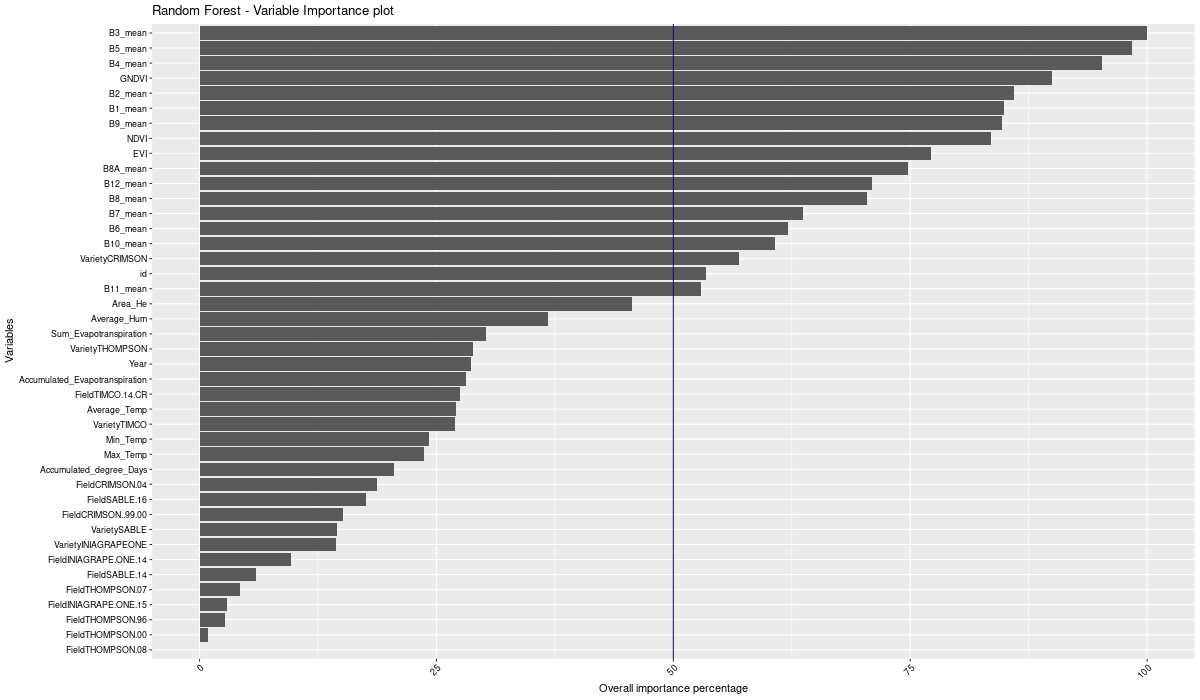 Random Forest - Variable Importance plot
B3_mean
B5_mean
B4_mean
GNDVI
B2_mean
B1_mean
B9_mean
NDVI
EVI
B8A_mean
B12_mean
B8_mean
B7_mean
B6_mean
B10_mean
VarietyCRIMSON
id
B11_mean
Area_He
Average_Hum
Sum_Evapotranspiration
VarietyTHOMPSON
Year
Accumulated_Evapotranspiration
FieldTIMCO.14.CR
Average_Temp
VarietyTIMCO
Min_Temp
Max_Temp
Accumulated_degree_Days
FieldCRIMSON.04
FieldSABLE.16
FieldCRIMSON..99.00
VarietySABLE
VarietyINIAGRAPEONE
FieldINIAGRAPE.ONE.14
FieldSABLE.14
FieldTHOMPSON.07
FieldINIAGRAPE.ONE.15
FieldTHOMPSON.96
FieldTHOMPSON.00
FieldTHOMPSON.08
Variables
0 25 50 75 100
Overall importance percentage